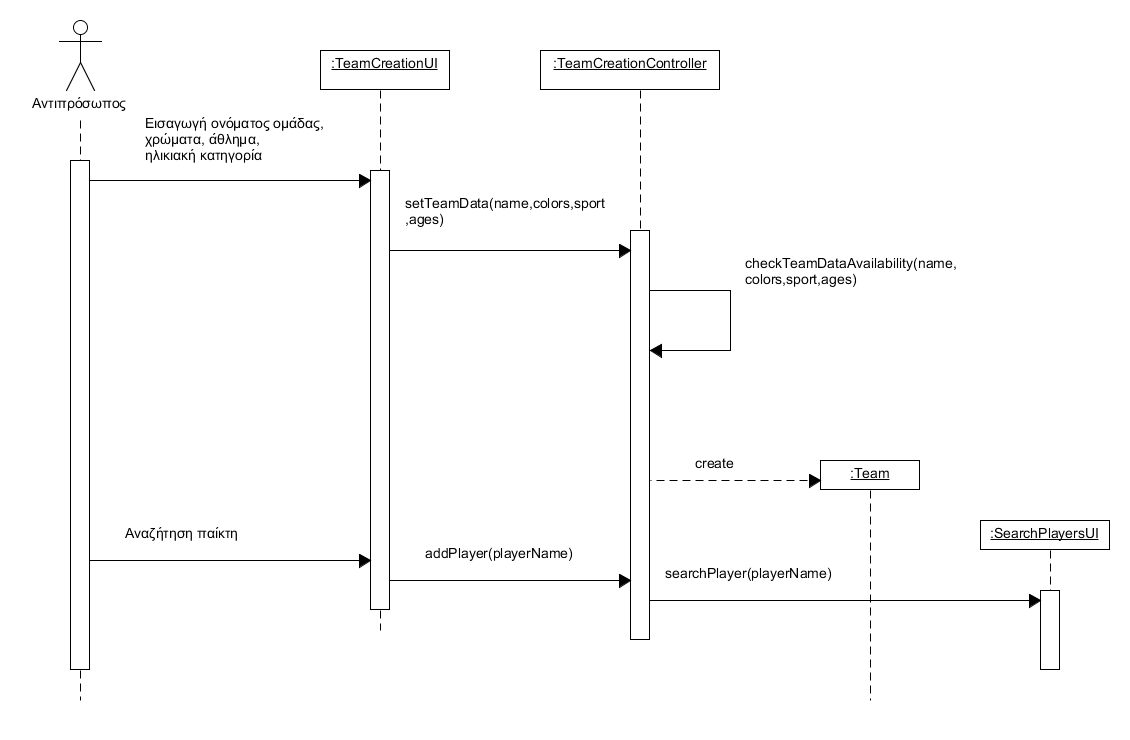 :TeamCreationUI
:TeamCreationController
Αντιπρόσωπος
Εισαγωγή ονόματος ομάδας,
χρώματα, άθλημα,
ηλικιακή κατηγορία
setTeamData(name,colors,sport
,ages)
checkTeamDataAvailability(name,
colors,sport,ages)
create
:Team
Αναζήτηση παίκτη
:SearchPlayersUI
addPlayer(playerName)
searchPlayer(playerName)